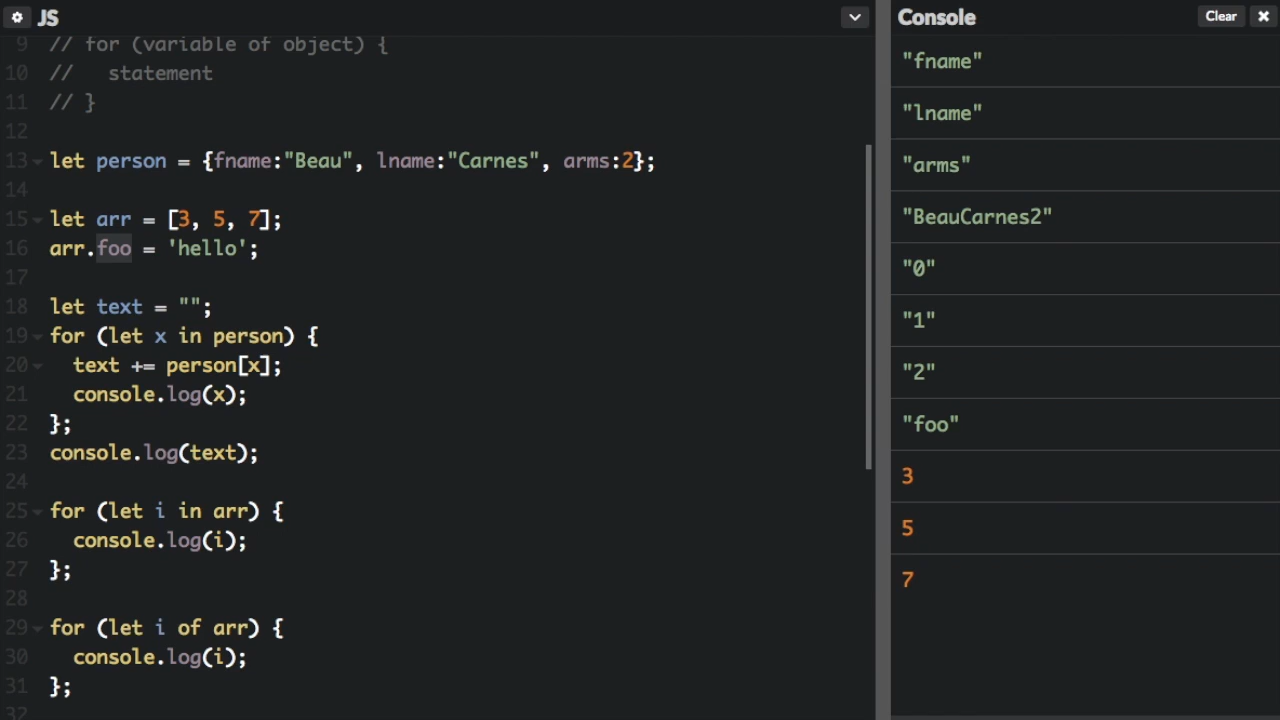 JS
9 // for (variable of object) {
10 //   statement
11 // }
12
13 let person = {fname:"Beau", lname:"Carnes", arms:2};
14
15 let arr = [3, 5, 7];
16 arr.foo = 'hello';
17
18 let text = "";
19 for (let x in person) {
20   text += person[x];
21   console.log(x);
22 };
23 console.log(text);
24
25 for (let i in arr) {
26   console.log(i);
27 };
28
29 for (let i of arr) {
30   console.log(i);
31 };
32
Console
Clear
"fname"
"lname"
"arms"
"BeauCarnes2"
"0"
"1"
"2"
"foo"
3
5
7